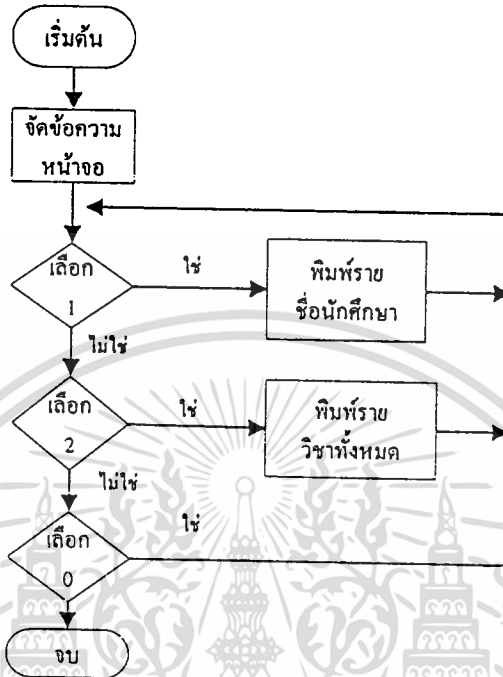 เริ่มต้น
จัดข้อความ
หน้าจอ
เลือก
1
ใช่
พิมพ์ราย
ชื่อนักศึกษา
ไม่ใช่
เลือก
2
ใช่
พิมพ์ราย
วิชาทั้งหมด
ไม่ใช่
เลือก
0
ใช่
จบ